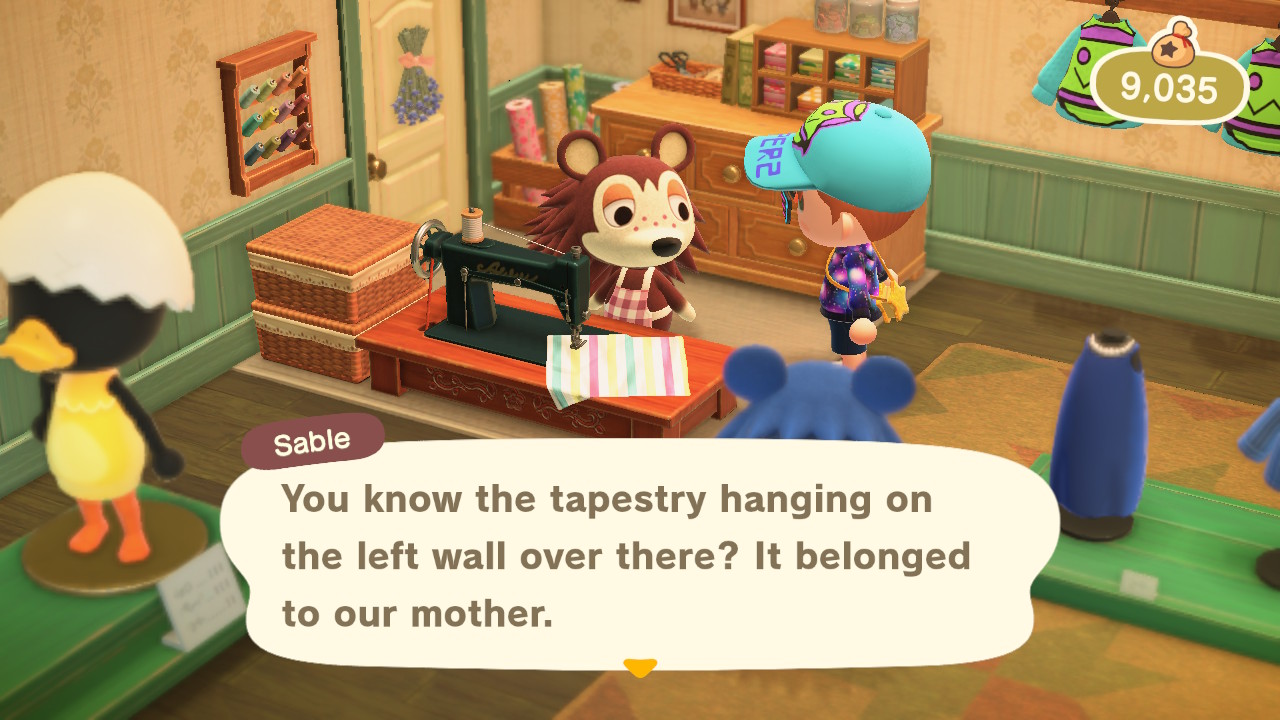 9,035
Sable
You know the tapestry hanging on
the left wall over there? It belonged
to our mother.